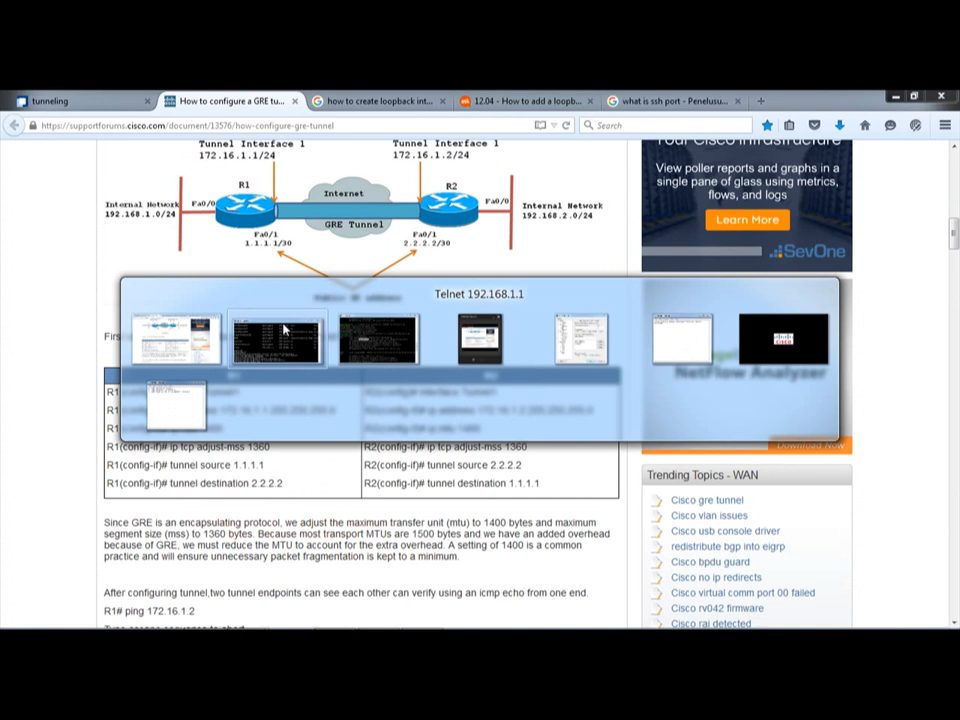 tunneling
How to configure a GRE tu...
how to create loopback int...
12.04 - How to add a loopb...
what is ssh port - Penelusu...
https://supportforums.cisco.com/document/13576/how-configure-gre-tunnel
Search
Tunnel Interface 1
172.16.1.1/24
Tunnel Interface 1
172.16.1.2/24
R1
R2
Internet
Internal Network
192.168.1.0/24
Fa0/0
Fa0/0
Internal Network
192.168.2.0/24
GRE Tunnel
Fa0/1
1.1.1.1/30
Fa0/1
2.2.2.2/30
View poller reports and graphs in a
single pane of glass using metrics,
flows, and logs.
Learn More
SevOne
Telnet 192.168.1.1
CISCO
NetFlow Analyzer
Download Now
R1(config-if)# ip tcp adjust-mss 1360
R2(config-if)# ip tcp adjust-mss 1360
R1(config-if)# tunnel source 1.1.1.1
R2(config-if)# tunnel source 2.2.2.2
R1(config-if)# tunnel destination 2.2.2.2
R2(config-if)# tunnel destination 1.1.1.1
Since GRE is an encapsulating protocol, we adjust the maximum transfer unit (mtu) to 1400 bytes and maximum
segment size (mss) to 1360 bytes. Because most transport MTUs are 1500 bytes and we have an added overhead
because of GRE, we must reduce the MTU to account for the extra overhead. A setting of 1400 is a common
practice and will ensure unnecessary packet fragmentation is kept to a minimum.
After configuring tunnel,two tunnel endpoints can see each other can verify using an icmp echo from one end.
R1# ping 172.16.1.2
Trending Topics - WAN
Cisco gre tunnel
Cisco vlan issues
Cisco usb console driver
redistribute bgp into eigrp
Cisco bpdu guard
Cisco no ip redirects
Cisco virtual comm port 00 failed
Cisco rv042 firmware
Cisco rai detected